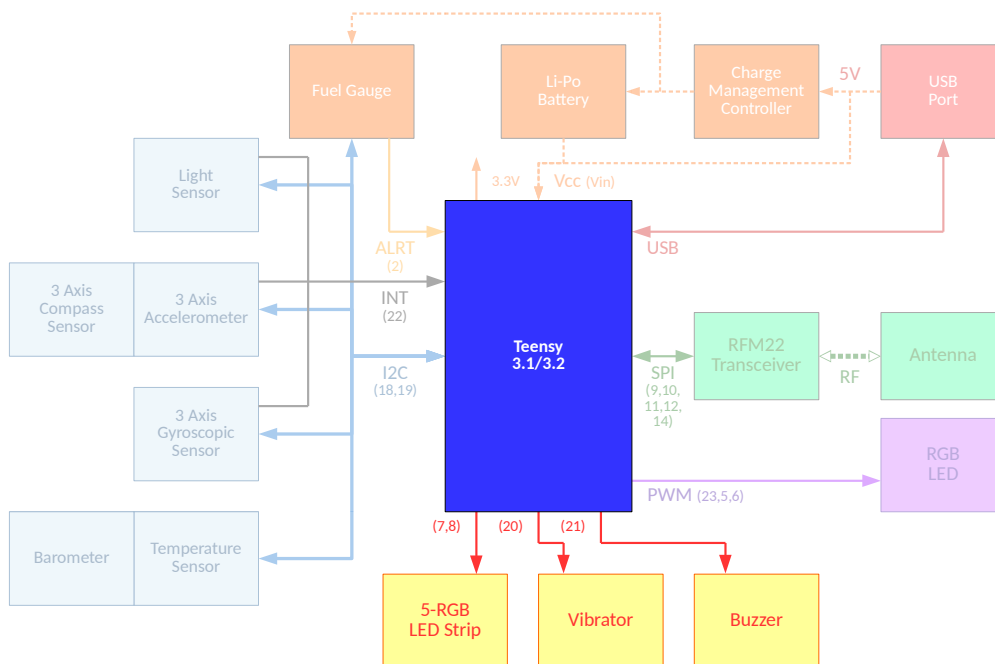 Fuel Gauge
Li-Po
Battery
Charge
Management
Controller
5V
USB
Port
Light
Sensor
3.3V
Vcc (Vin)
ALRT
(2)
USB
3 Axis
Compass
Sensor
3 Axis
Accelerometer
INT
(22)
Teensy
3.1/3.2
I2C
(18,19)
SPI
(9,10,
11,12,
14)
RFM22
Transceiver
RF
Antenna
3 Axis
Gyroscopic
Sensor
RGB
LED
PWM (23,5,6)
Barometer
Temperature
Sensor
(7,8)
(20)
(21)
5-RGB
LED Strip
Vibrator
Buzzer